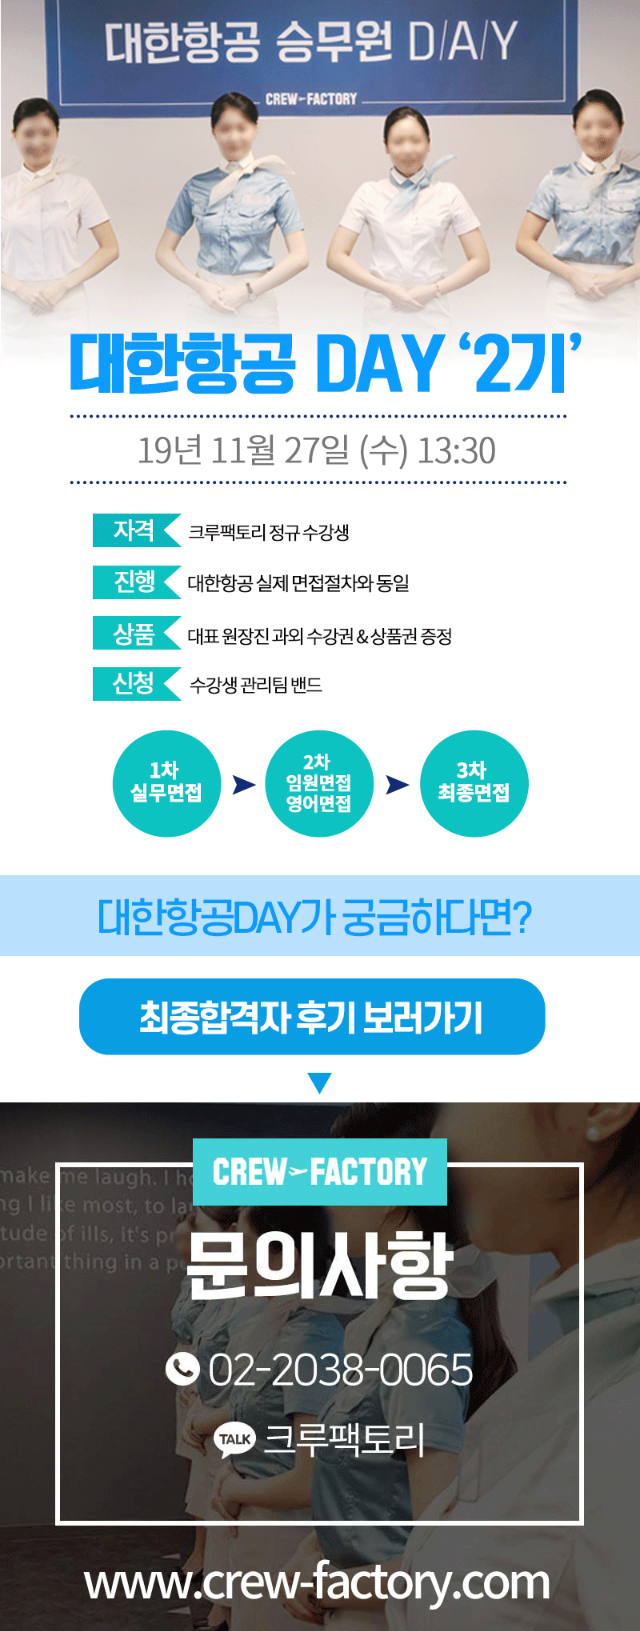 대한항공 승무원 D/A/Y
CREW-FACTORY
대한항공 DAY ‘2기’
19년 11월 27일 (수) 13:30
자격 크루팩토리 정규 수강생
진행 대한항공 실제 면접절차와 동일
상품 대표 원장진 과외 수강권 & 상품권 증정
신청 수강생 관리팀 밴드
1차
실무면접
2차
임원면접
영어면접
3차
최종면접
대한항공DAY가 궁금하다면?
최종합격자 후기 보러가기
CREW-FACTORY
make me laugh. I
ng I like most, to
tude of ills, it's
ortant thing in a
문의사항
02-2038-0065
TALK 크루팩토리
www.crew-factory.com